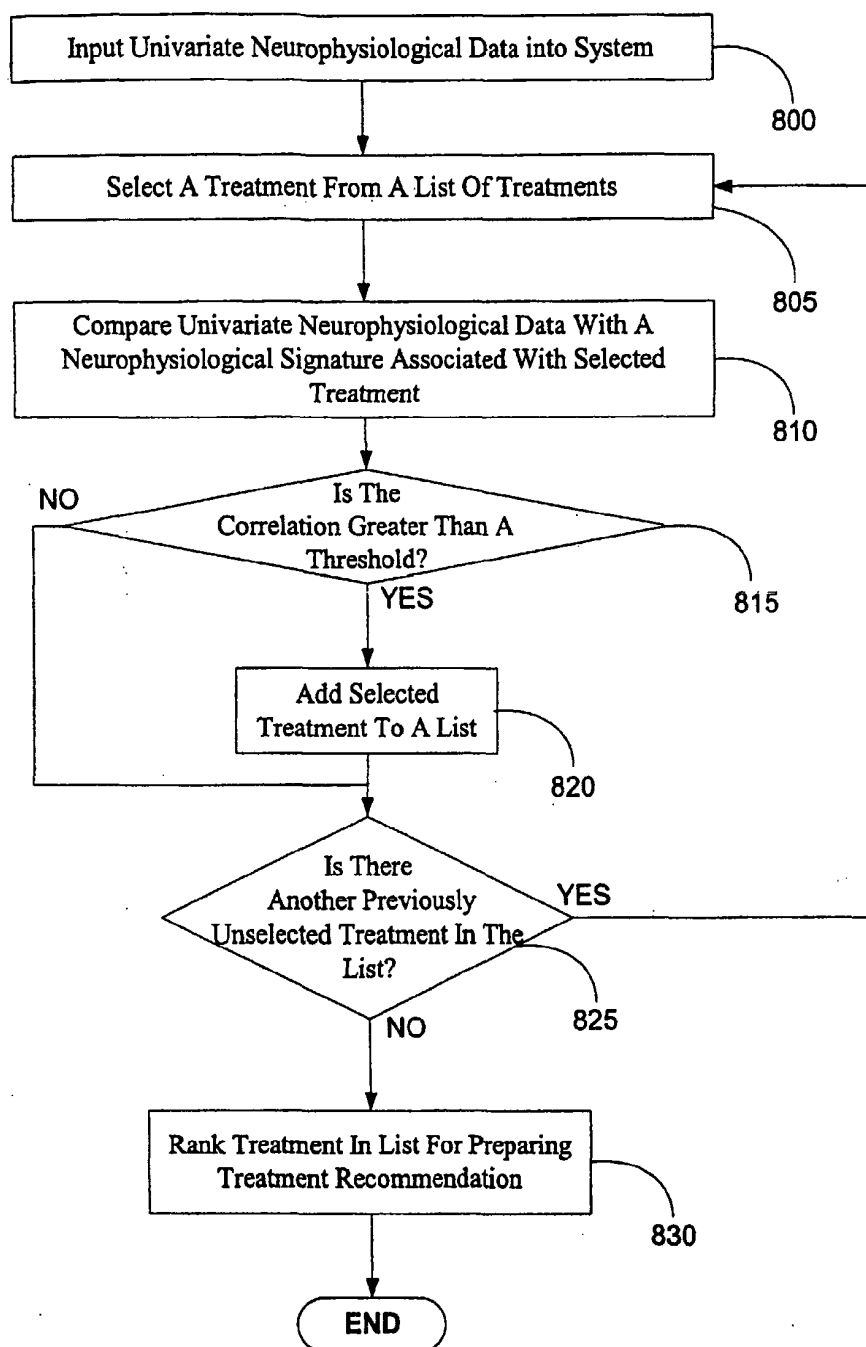 Input Univariate Neurophysiological Data into System
800
Select A Treatment From A List Of Treatments
805
Compare Univariate Neurophysiological Data With A
Neurophysiological Signature Associated With Selected
Treatment
810
NO
Is The
Correlation Greater Than A
Threshold?
815
YES
Add Selected
Treatment To A List
820
Is There
Another Previously
Unselected Treatment In The
List?
YES
825
NO
Rank Treatment In List For Preparing
Treatment Recommendation
830
END